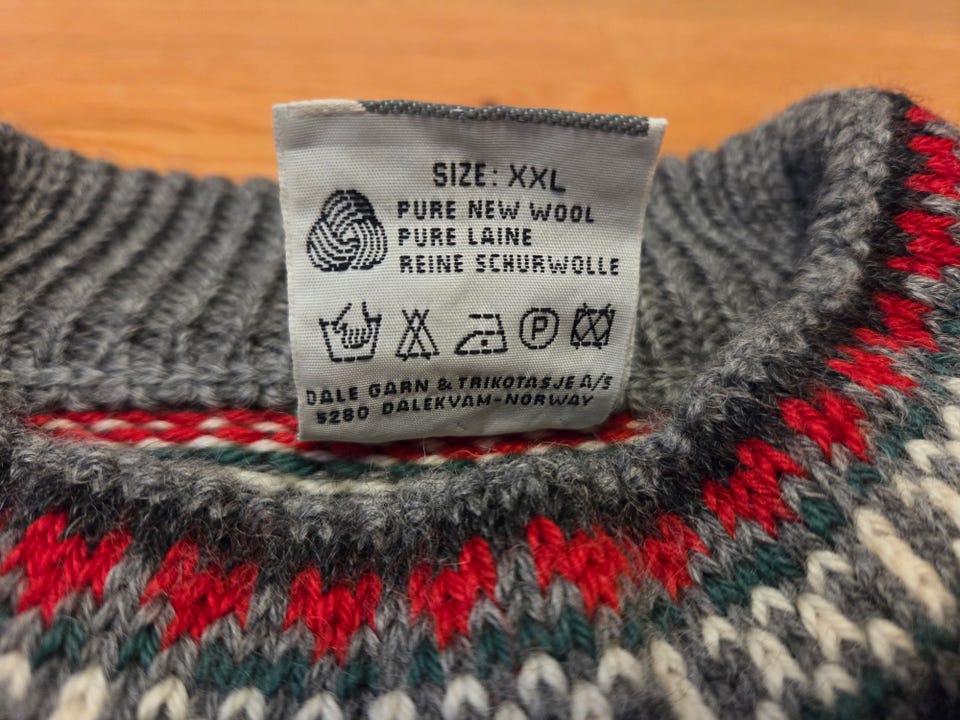 SIZE: XXL
PURE NEW WOOL
PURE LAINE
REINE SCHURWOLLE
P
DALE GARN & TRIKOTASJE A/S
5280 DALEKVAM-NORWAY